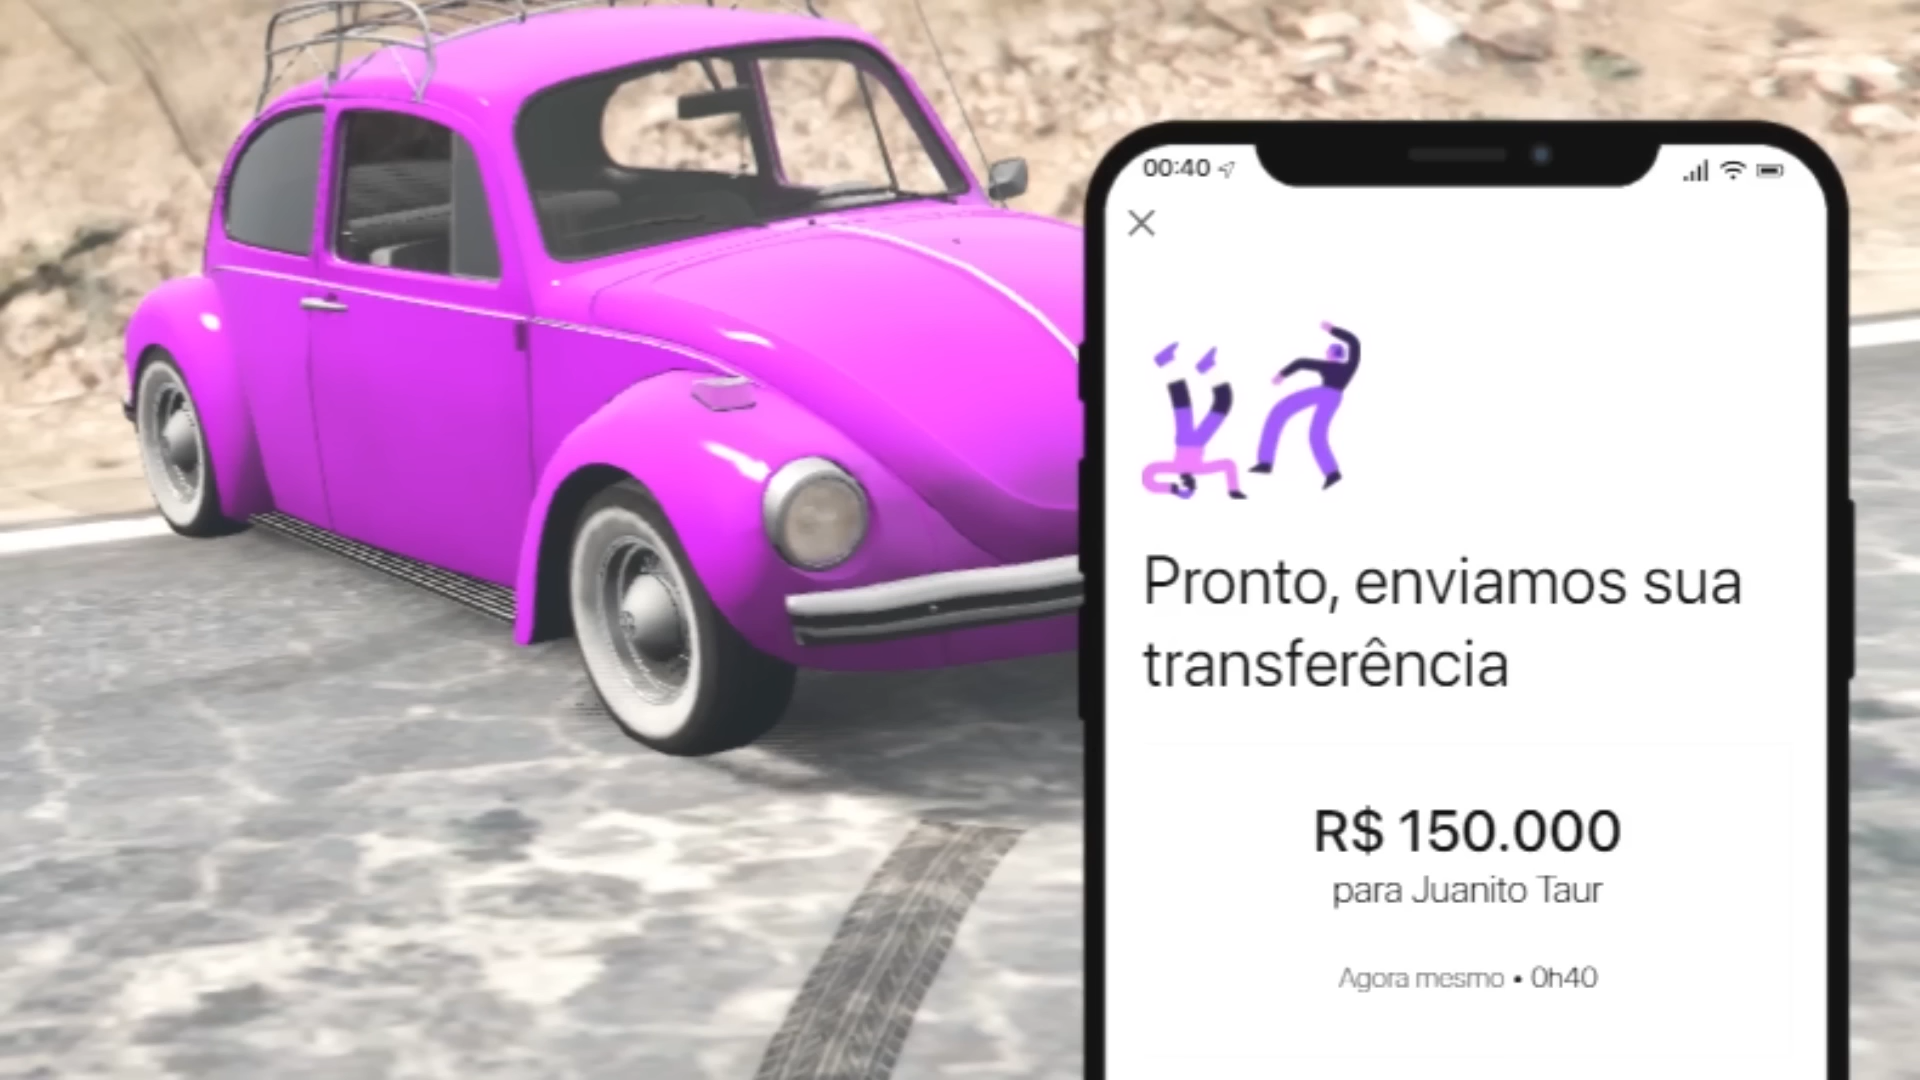 00:40
Pronto, enviamos sua
transferência
R$ 150.000
para Juanito Taur
Agora mesmo • 0h40